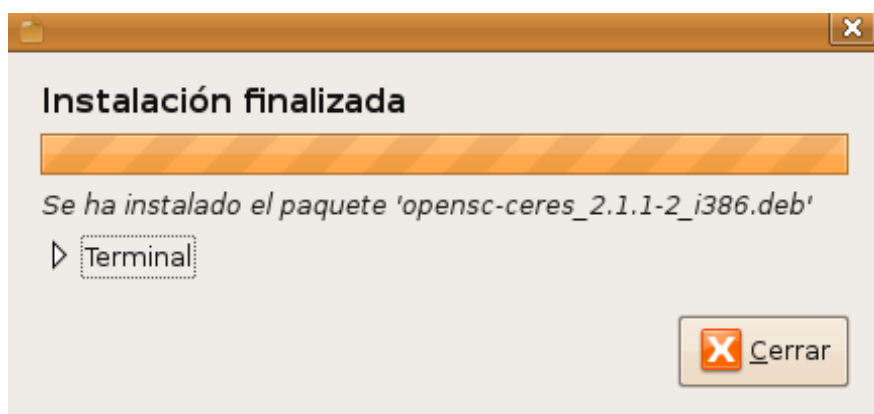 Instalación finalizada
Se ha instalado el paquete 'opensc-ceres_2.1.1-2_i386.deb'
Terminal
Cerrar